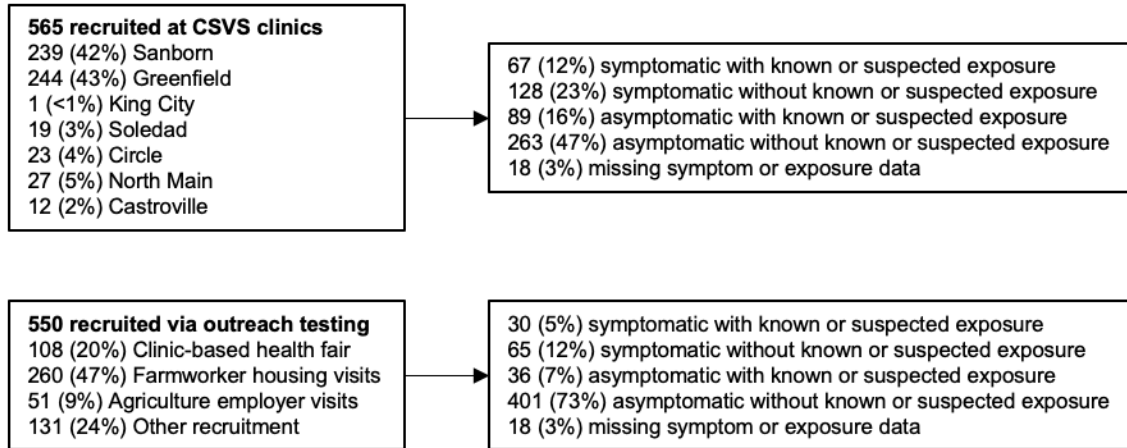 565 recruited at CSVS clinics
239 (42%) Sanborn
244 (43%) Greenfield
1 (<1%) King City
19 (3%) Soledad
23 (4%) Circle
27 (5%) North Main
12 (2%) Castroville
67 (12%) symptomatic with known or suspected exposure
128 (23%) symptomatic without known or suspected exposure
89 (16%) asymptomatic with known or suspected exposure
263 (47%) asymptomatic without known or suspected exposure
18 (3%) missing symptom or exposure data
550 recruited via outreach testing
108 (20%) Clinic-based health fair
260 (47%) Farmworker housing visits
51 (9%) Agriculture employer visits
131 (24%) Other recruitment
30 (5%) symptomatic with known or suspected exposure
65 (12%) symptomatic without known or suspected exposure
36 (7%) asymptomatic with known or suspected exposure
401 (73%) asymptomatic without known or suspected exposure
18 (3%) missing symptom or exposure data